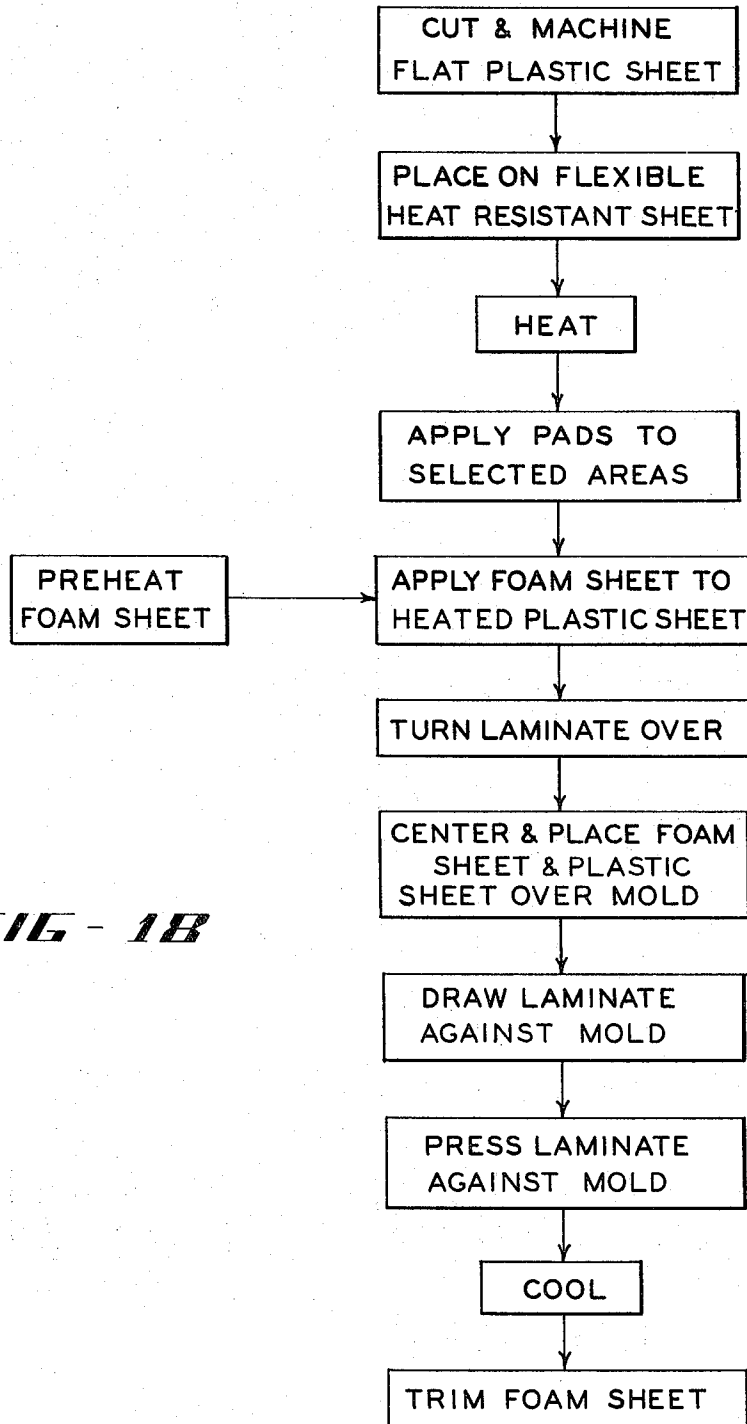 CUT & MACHINE
FLAT PLASTIC SHEET
PLACE ON FLEXIBLE
HEAT RESISTANT SHEET
HEAT
APPLY PADS TO
SELECTED AREAS
PREHEAT
FOAM SHEET
APPLY FOAM SHEET TO
HEATED PLASTIC SHEET
TURN LAMINATE OVER
CENTER & PLACE FOAM
SHEET & PLASTIC
SHEET OVER MOLD
IG - 18
DRAW LAMINATE
AGAINST MOLD
PRESS LAMINATE
AGAINST MOLD
COOL
TRIM FOAM SHEET